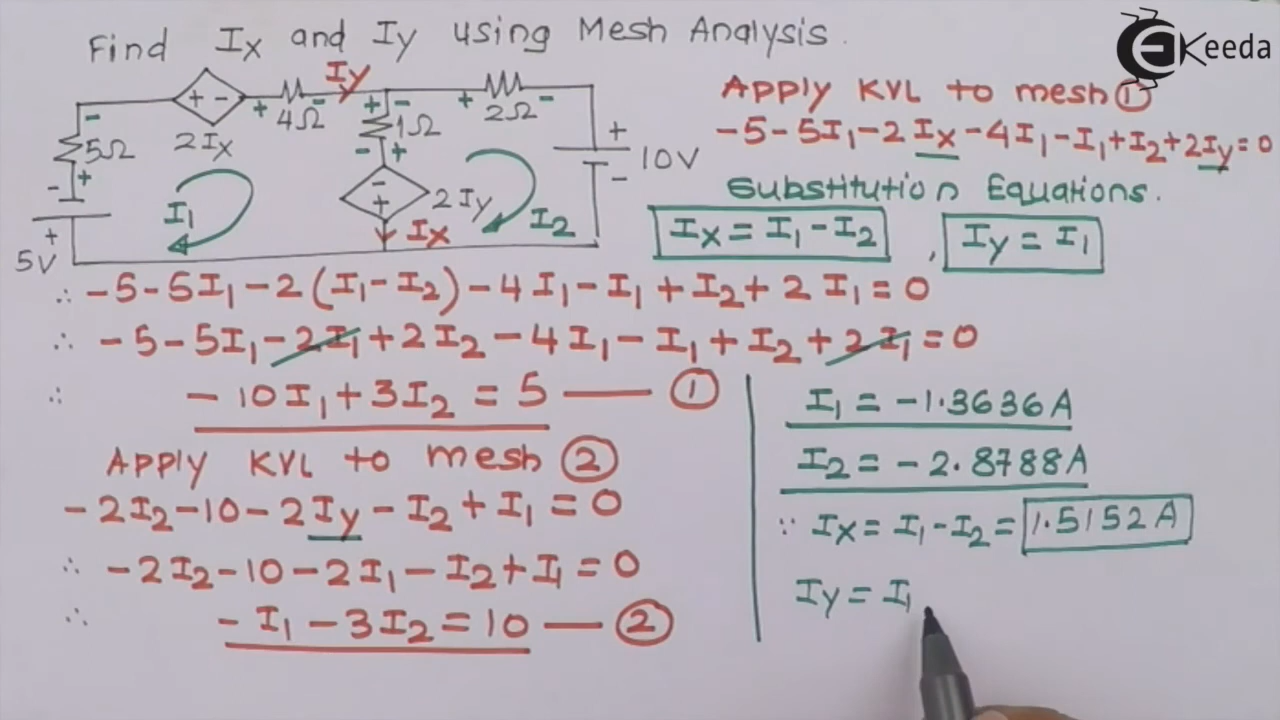 Find Ix and Iy using Mesh Analysis.
EKeeda
Iy
+ -
+ -
+ -
+ -
5Ω
2Ix
4Ω
1Ω
2Ω
10V
+
-
- +
- +
I1
2Iy
I2
Ix
5V
+
-
Apply KVL to mesh ①
-5-5I1-2Ix-4I1-I1+I2+2Iy=0
Substitution Equations.
Ix = I1-I2 , Iy = I1
∴ -5-5I1-2(I1-I2)-4I1-I1+I2+2I1=0
∴ -5-5I1-2I1+2I2-4I1-I1+I2+2I1=0
∴ -10I1+3I2=5 — ①
Apply KVL to mesh ②
-2I2-10-2Iy-I2+I1=0
∴ -2I2-10-2I1-I2+I1=0
∴ -I1-3I2=10 — ②
I1 = -1.3636A
I2 = -2.8788A
∵ Ix = I1-I2 = 1.5152A
Iy = I1